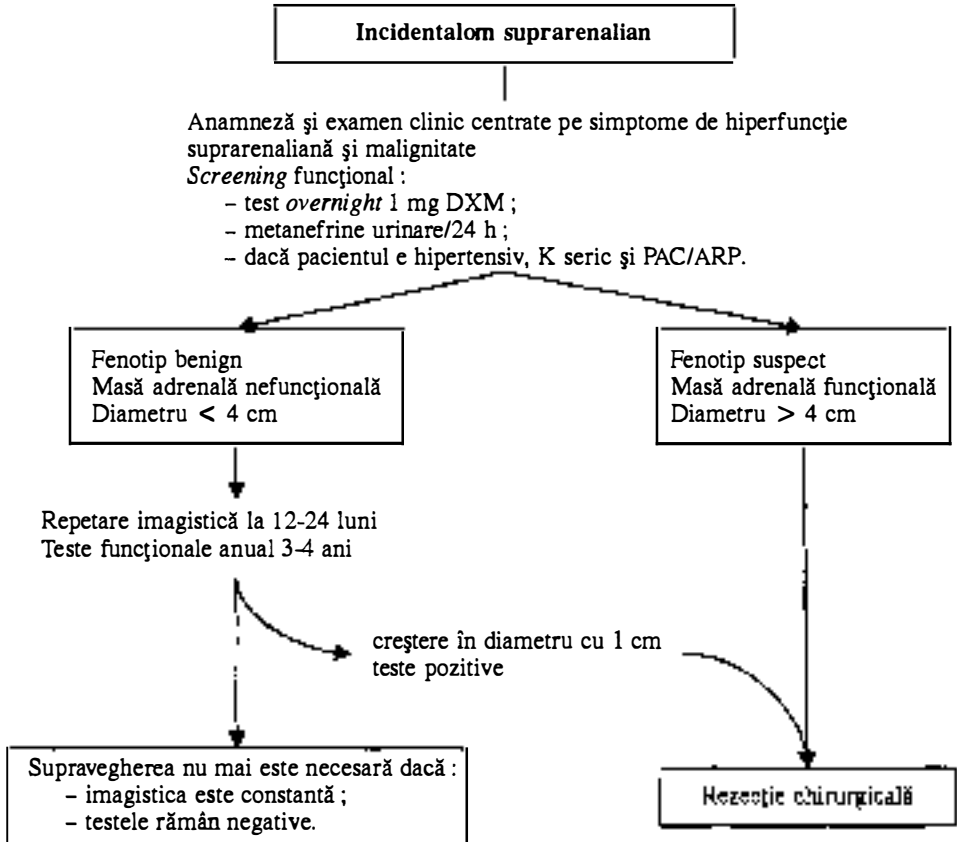 Incidentalom suprarenalian
Anamneză şi examen clinic centrate pe simptome de hiperfuncţie
suprarenaliană şi malignitate
Screening funcţional :
– test overnight 1 mg DXM ;
– metanefrine urinare/24 h ;
– dacă pacientul e hipertensiv, K seric şi PAC/ARP.
Fenotip benign
Masă adrenală nefuncţională
Diametru < 4 cm
Fenotip suspect
Masă adrenală funcţională
Diametru > 4 cm
Repetare imagistică la 12-24 luni
Teste funcţionale anual 3-4 ani
creştere în diametru cu 1 cm
teste pozitive
Supravegherea nu mai este necesară dacă :
– imagistica este constantă ;
– testele rămân negative.
Rezecţie chirurgicală